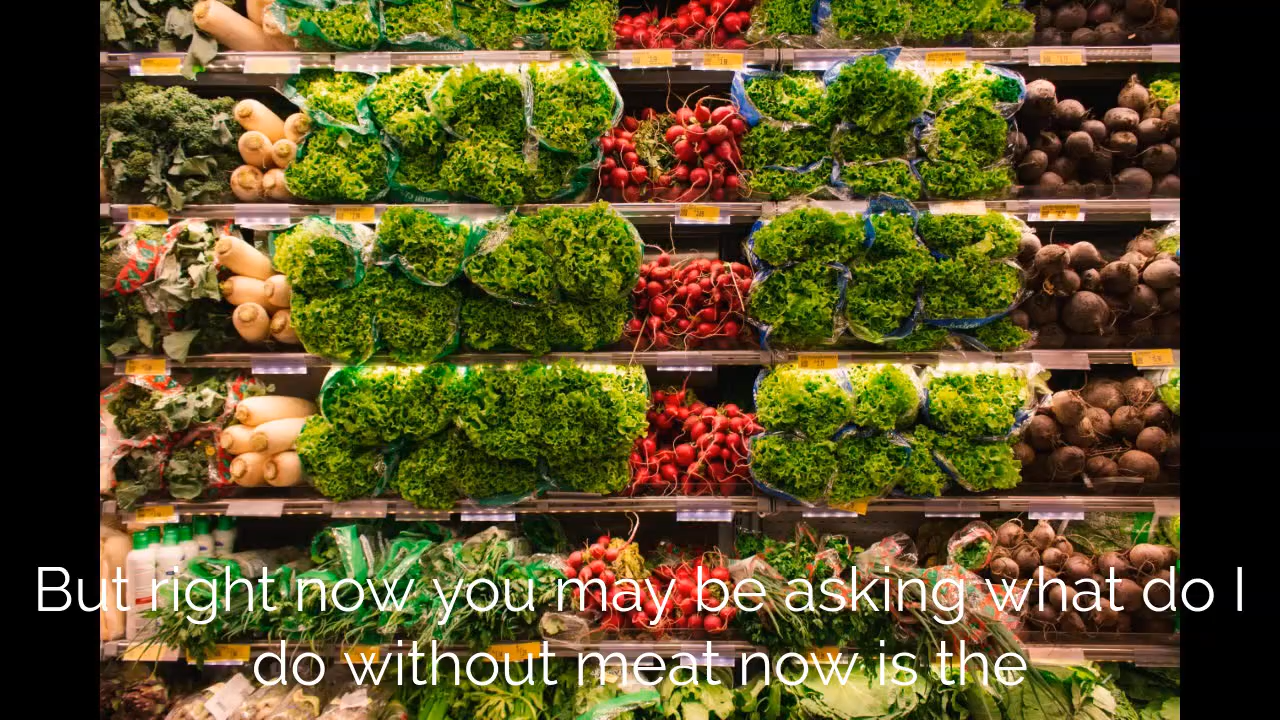 But right now you may be asking what do I
do without meat now is the